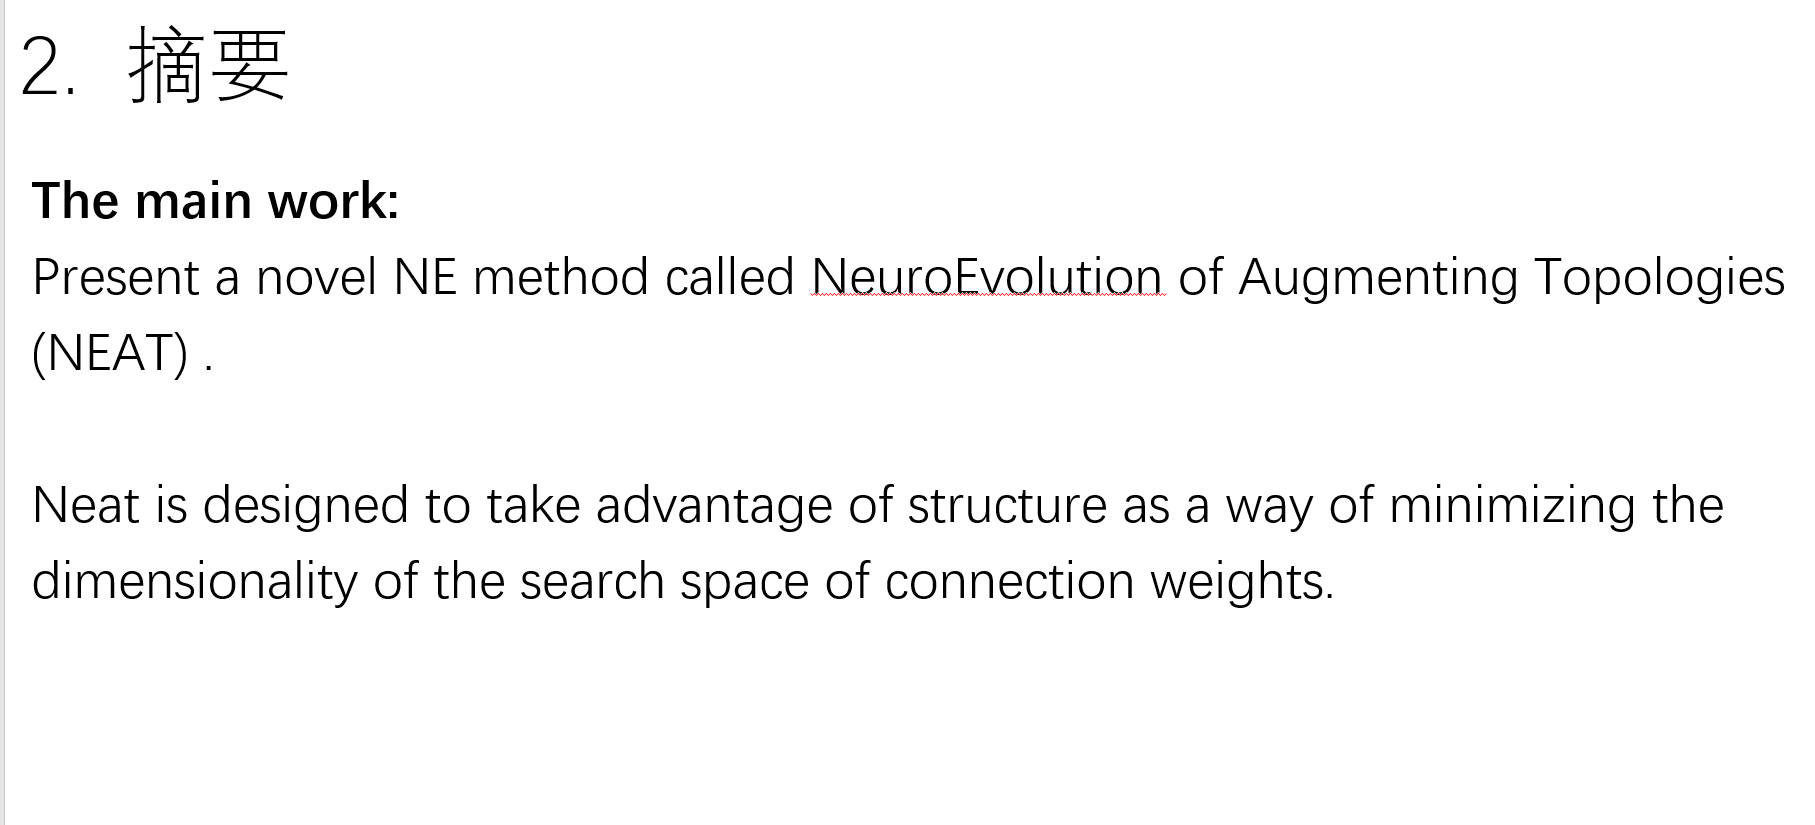 2. 摘要
The main work:
Present a novel NE method called NeuroEvolution of Augmenting Topologies
(NEAT) .
Neat is designed to take advantage of structure as a way of minimizing the
dimensionality of the search space of connection weights.